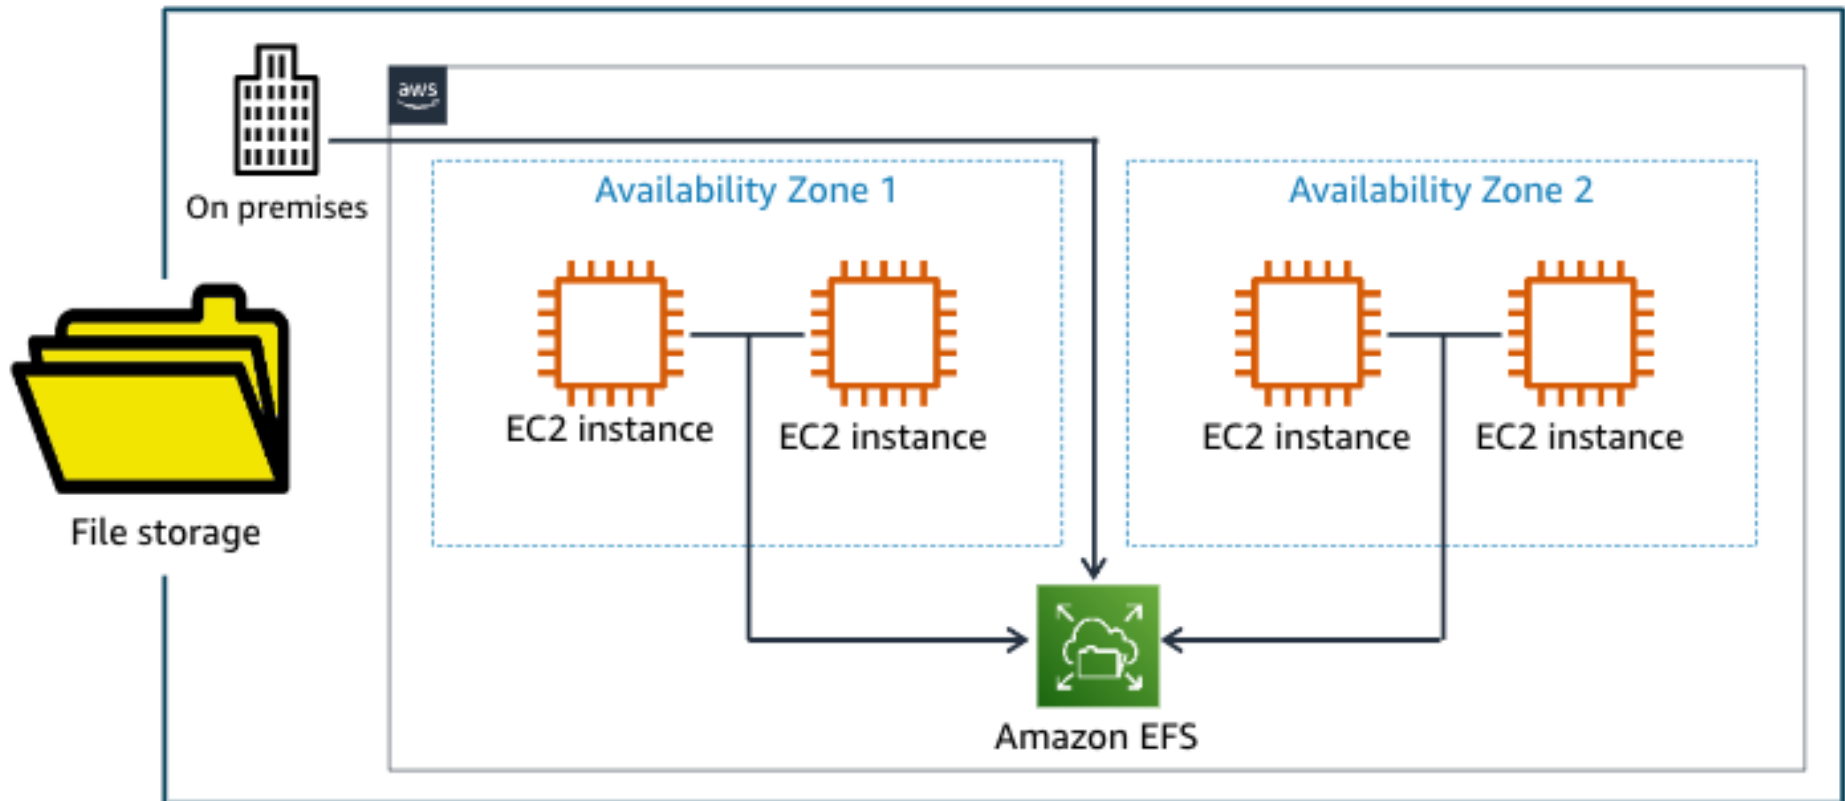 aws
On premises
Availability Zone 1
Availability Zone 2
EC2 instance
EC2 instance
EC2 instance
EC2 instance
File storage
Amazon EFS